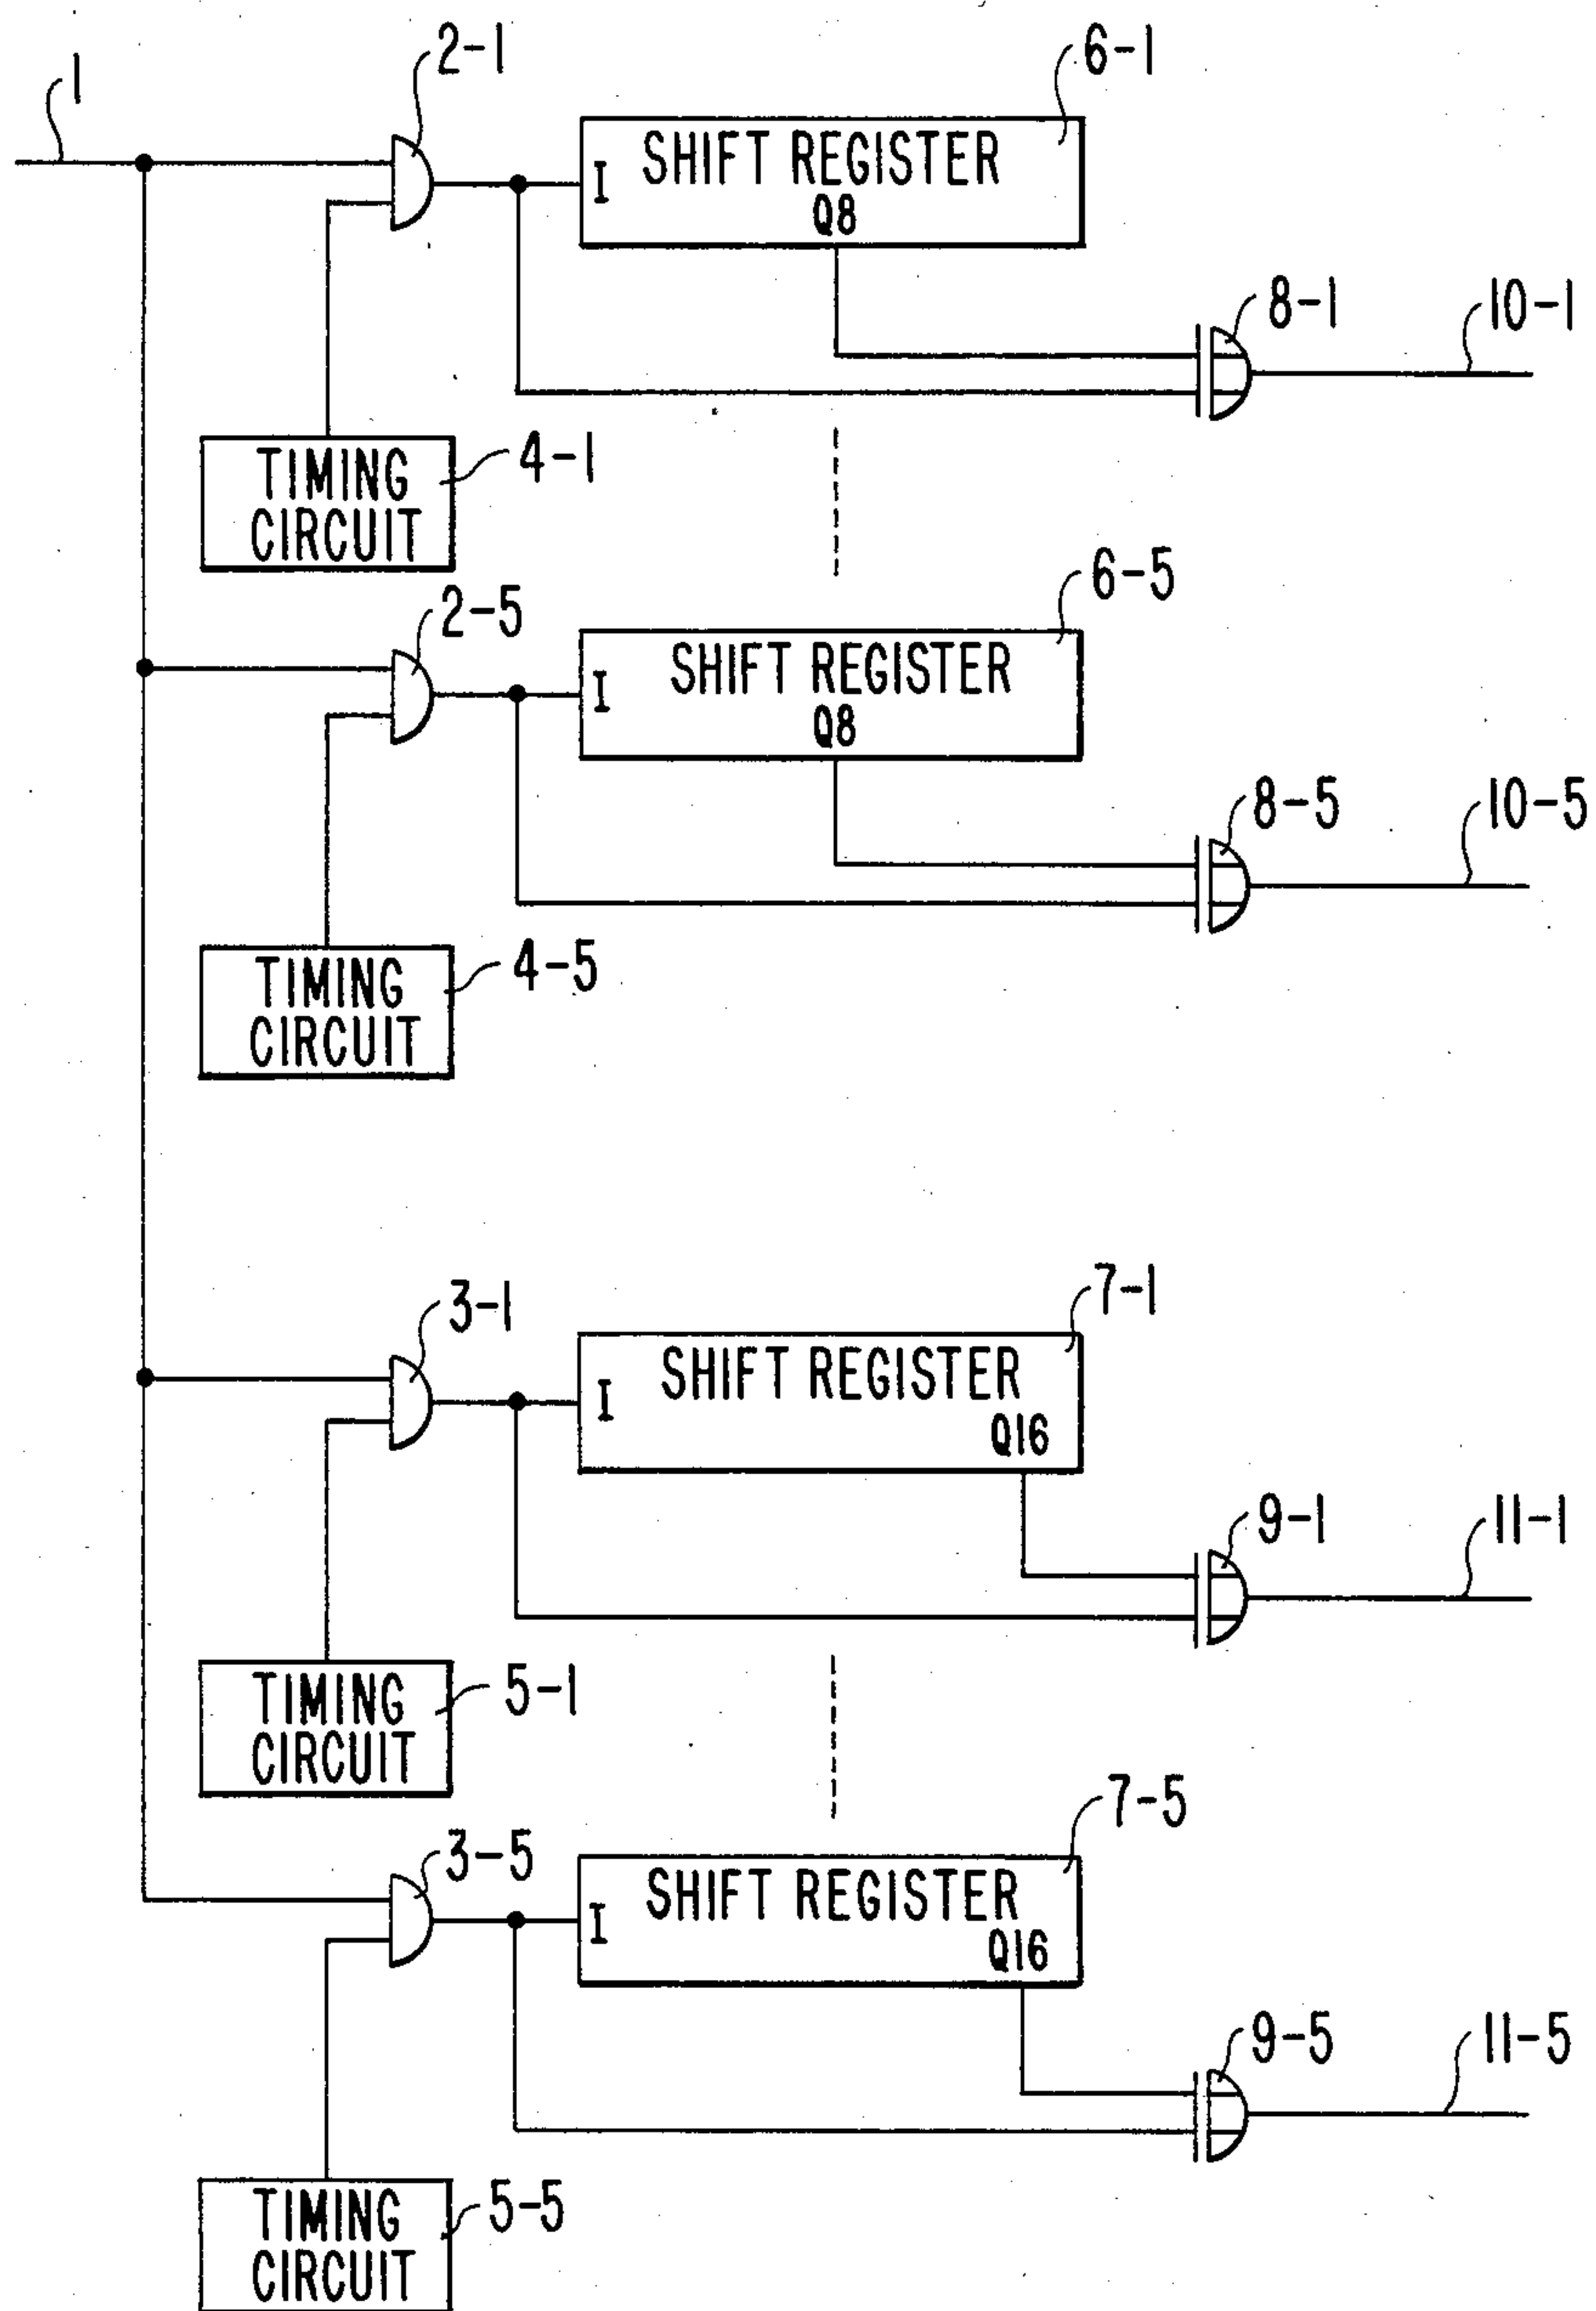 1
2-1
6-1
I
SHIFT REGISTER
Q8
8-1
10-1
TIMING
CIRCUIT
4-1
2-5
6-5
I
SHIFT REGISTER
Q8
8-5
10-5
TIMING
CIRCUIT
4-5
3-1
7-1
I
SHIFT REGISTER
Q16
9-1
11-1
TIMING
CIRCUIT
5-1
3-5
7-5
I
SHIFT REGISTER
Q16
9-5
11-5
TIMING
CIRCUIT
5-5